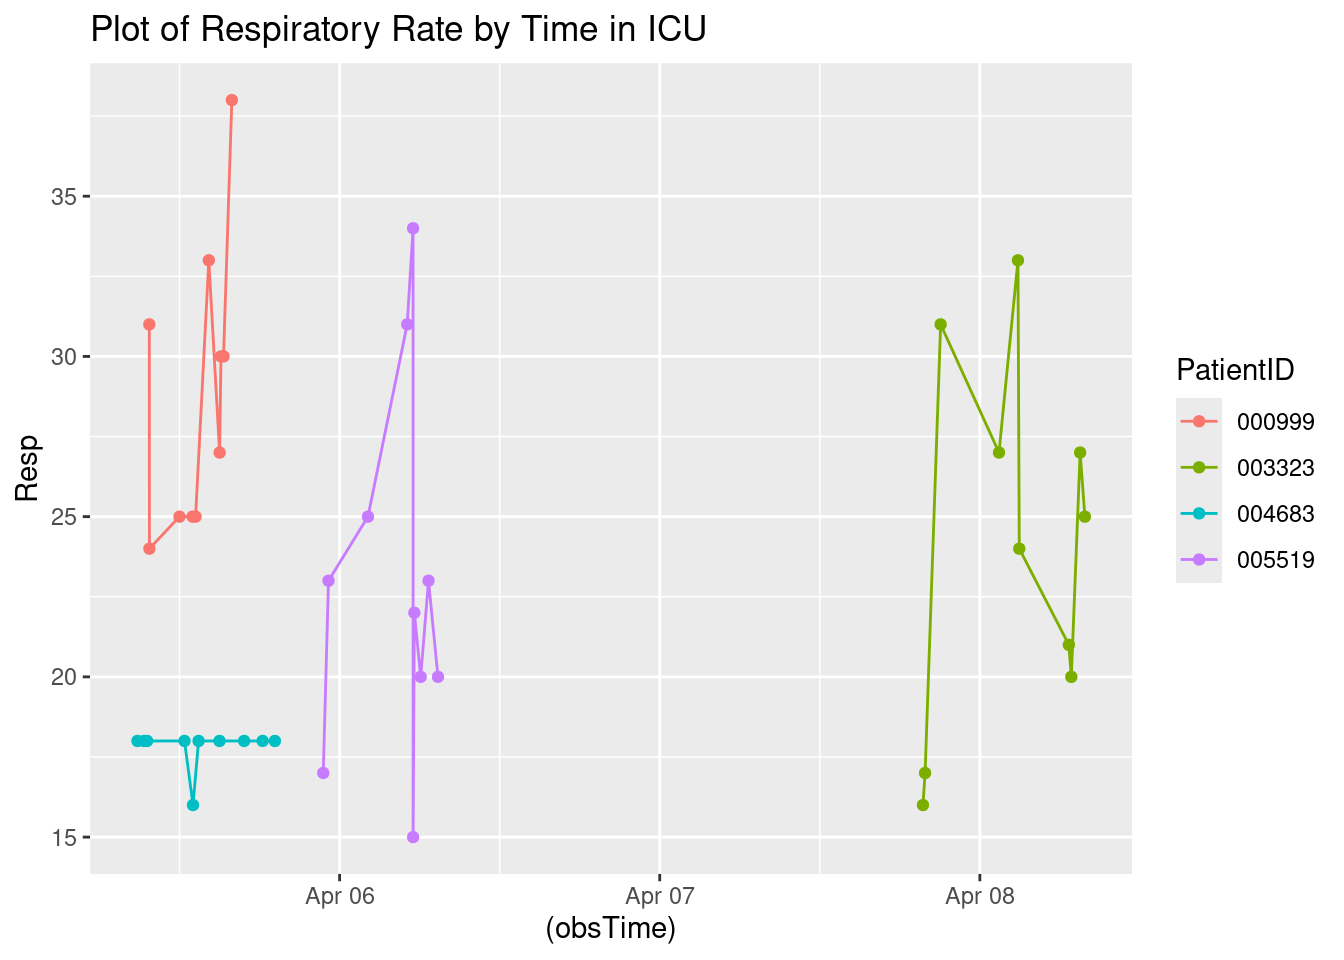 Plot of Respiratory Rate by Time in ICU
35
30
25
20
15
Resp
Apr 06
Apr 07
Apr 08
(obsTime)
PatientID
000999
003323
004683
005519